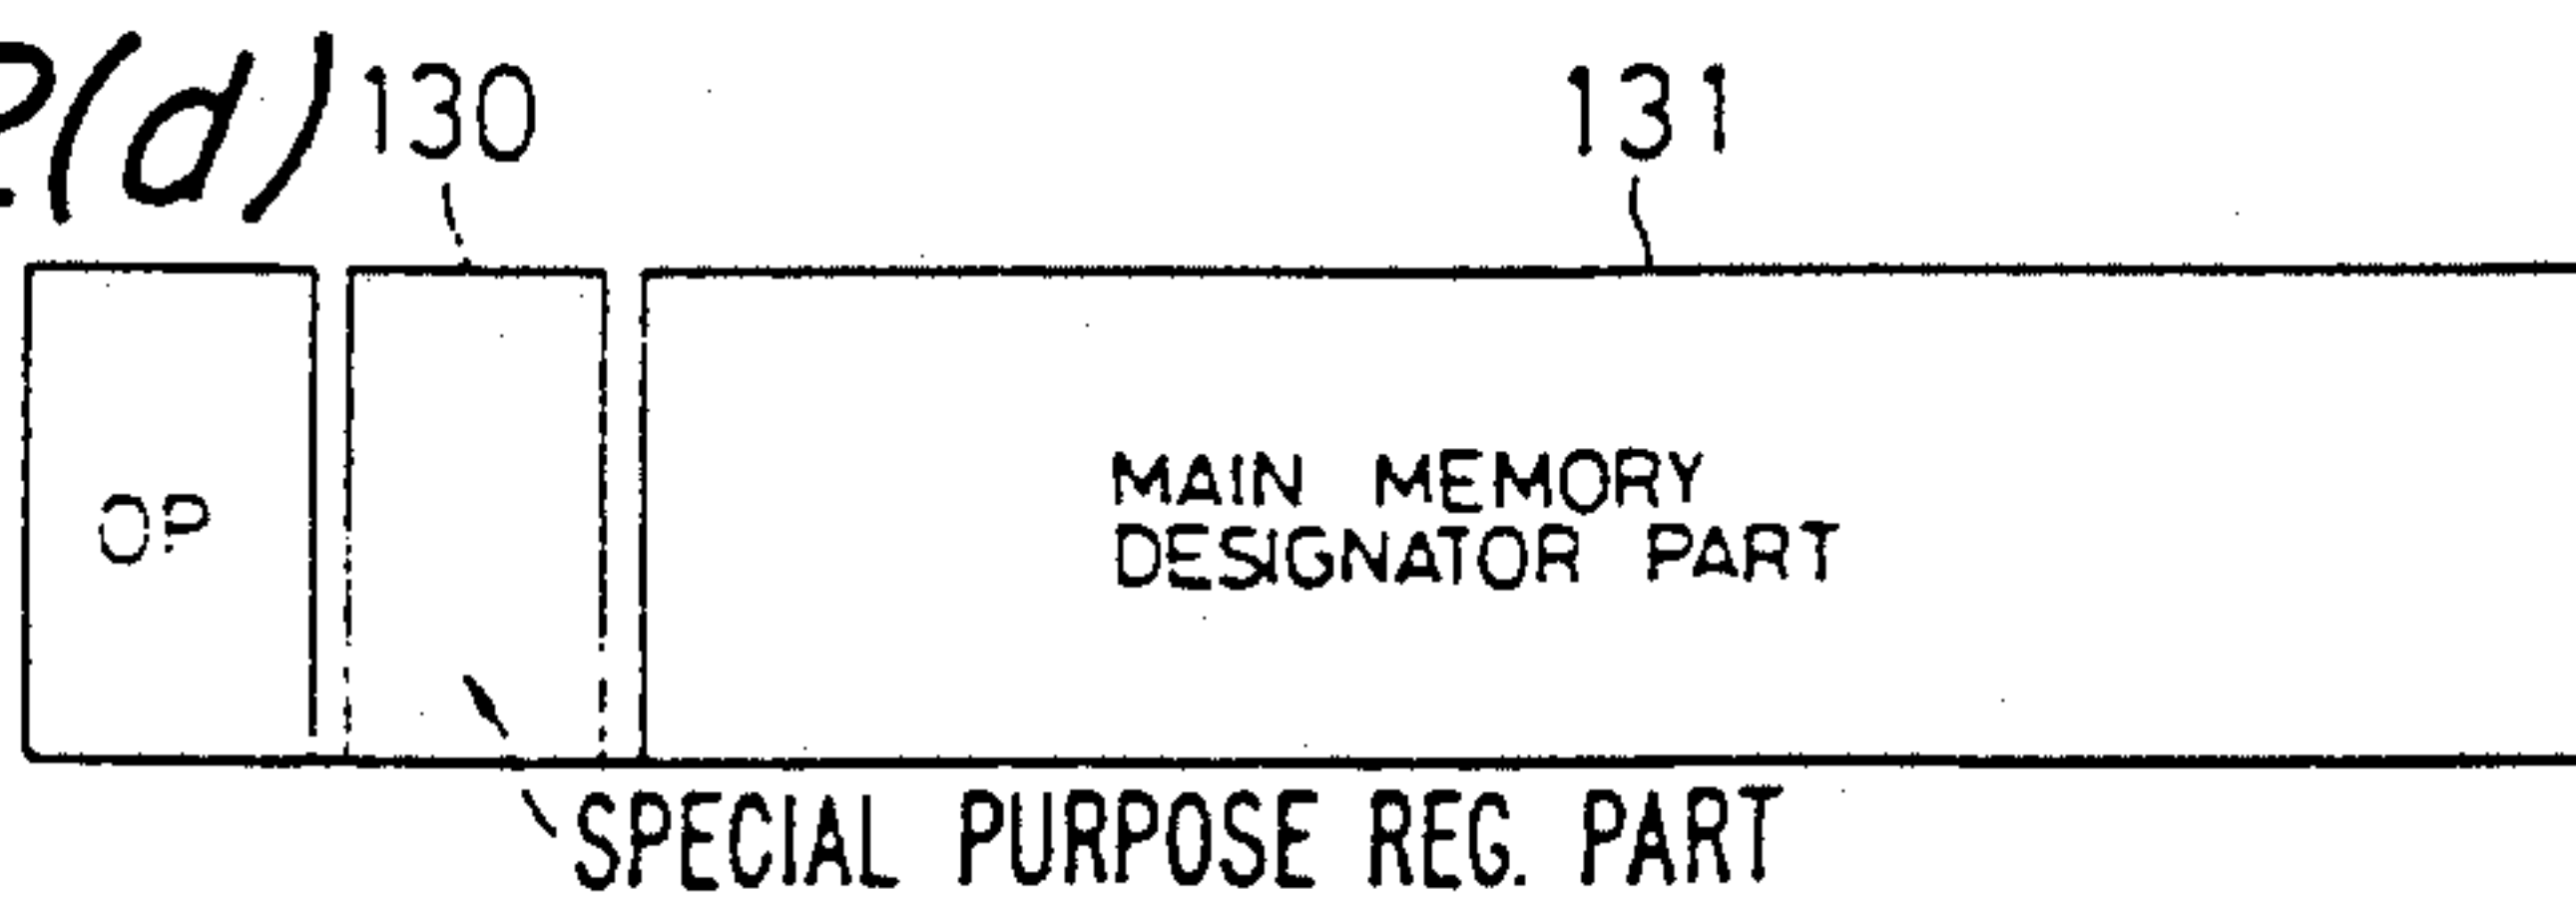 2(d)
130
131
OP
MAIN MEMORY
DESIGNATOR PART
SPECIAL PURPOSE REG. PART